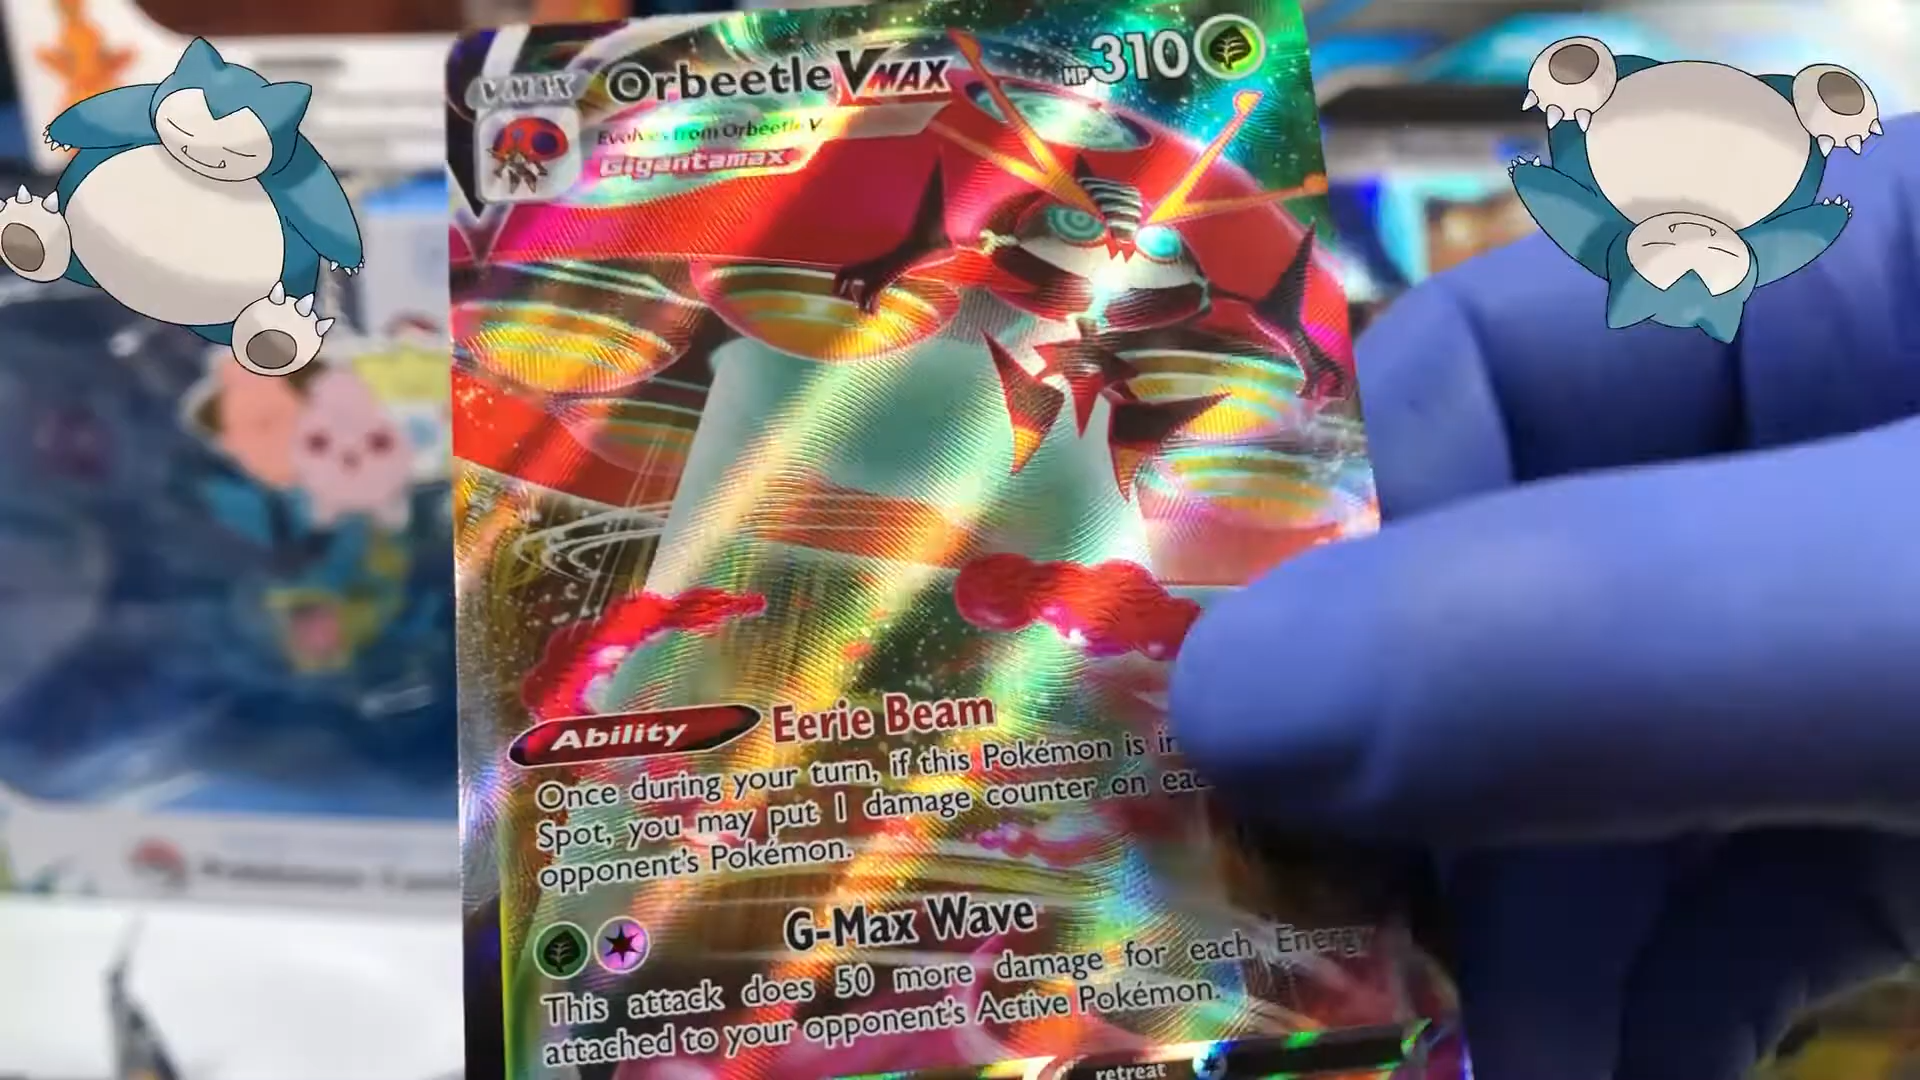 VMAX
Orbeetle VMAX
HP 310
Evolves from Orbeetle V
Gigantamax
Ability Eerie Beam
Once during your turn, if this Pokémon is in
Spot, you may put 1 damage counter on
opponent's Pokémon.
G-Max Wave
This attack does 50 more damage for each Energy
attached to your opponent's Active Pokémon.
retreat